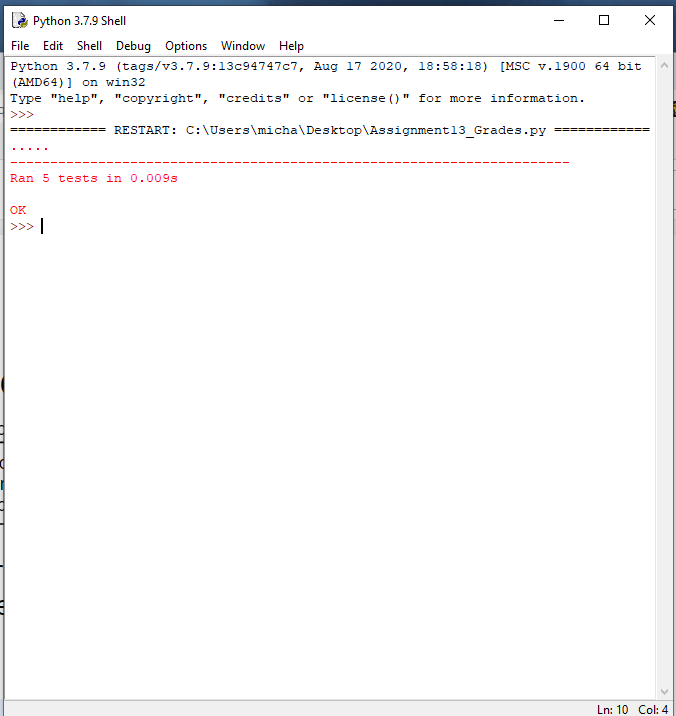 Python 3.7.9 Shell
File Edit Shell Debug Options Window Help
Python 3.7.9 (tags/v3.7.9:13c94747c7, Aug 17 2020, 18:58:18) [MSC v.1900 64 bit
(AMD64)] on win32
Type "help", "copyright", "credits" or "license()" for more information.
>>>
============ RESTART: C:\Users\micha\Desktop\Assignment13_Grades.py ============
.....
----------------------------------------------------------------------
Ran 5 tests in 0.009s
OK
>>>
Ln: 10 Col: 4